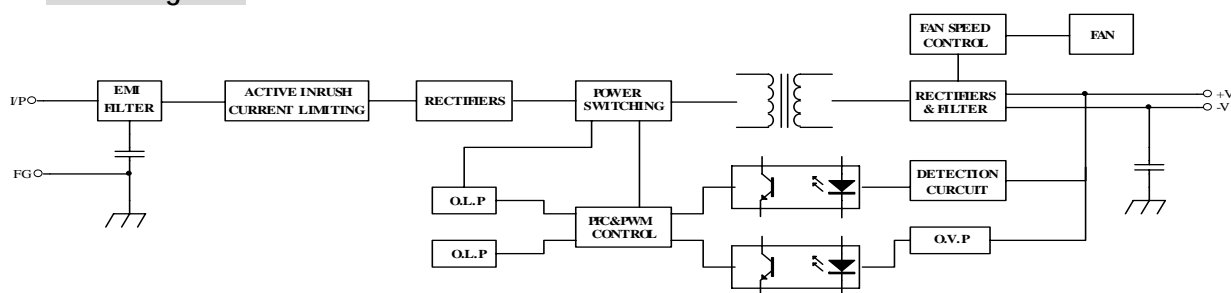 FAN SPEED
CONTROL
FAN
EMI
FILTER
ACTIVE INRUSH
CURRENT LIMITING
RECTIFIERS
POWER
SWITCHING
RECTIFIERS
& FILTER
I/P
+V
-V
FG
O.L.P
DETECTION
CURCUIT
PFC&PWM
CONTROL
O.L.P
O.V.P